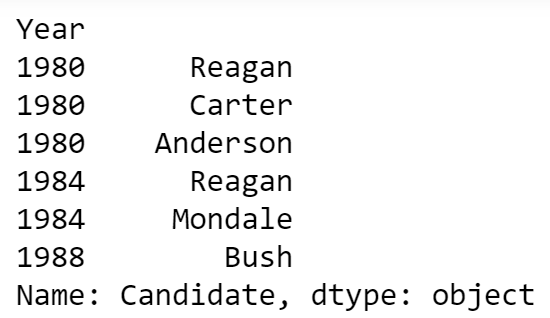 Year
1980      Reagan
1980      Carter
1980    Anderson
1984      Reagan
1984     Mondale
1988        Bush
Name: Candidate, dtype: object